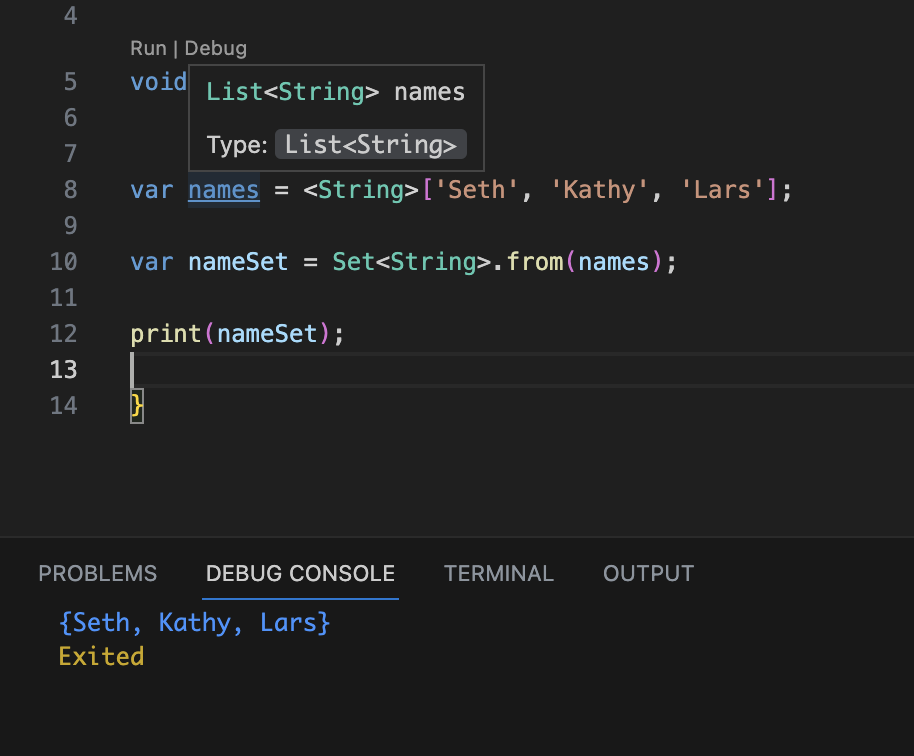 4
Run | Debug
5 void
List<String> names
6
Type: List<String>
7
8 var names = <String>['Seth', 'Kathy', 'Lars'];
9
10 var nameSet = Set<String>.from(names);
11
12 print(nameSet);
13
14 }
PROBLEMS DEBUG CONSOLE TERMINAL OUTPUT
{Seth, Kathy, Lars}
Exited